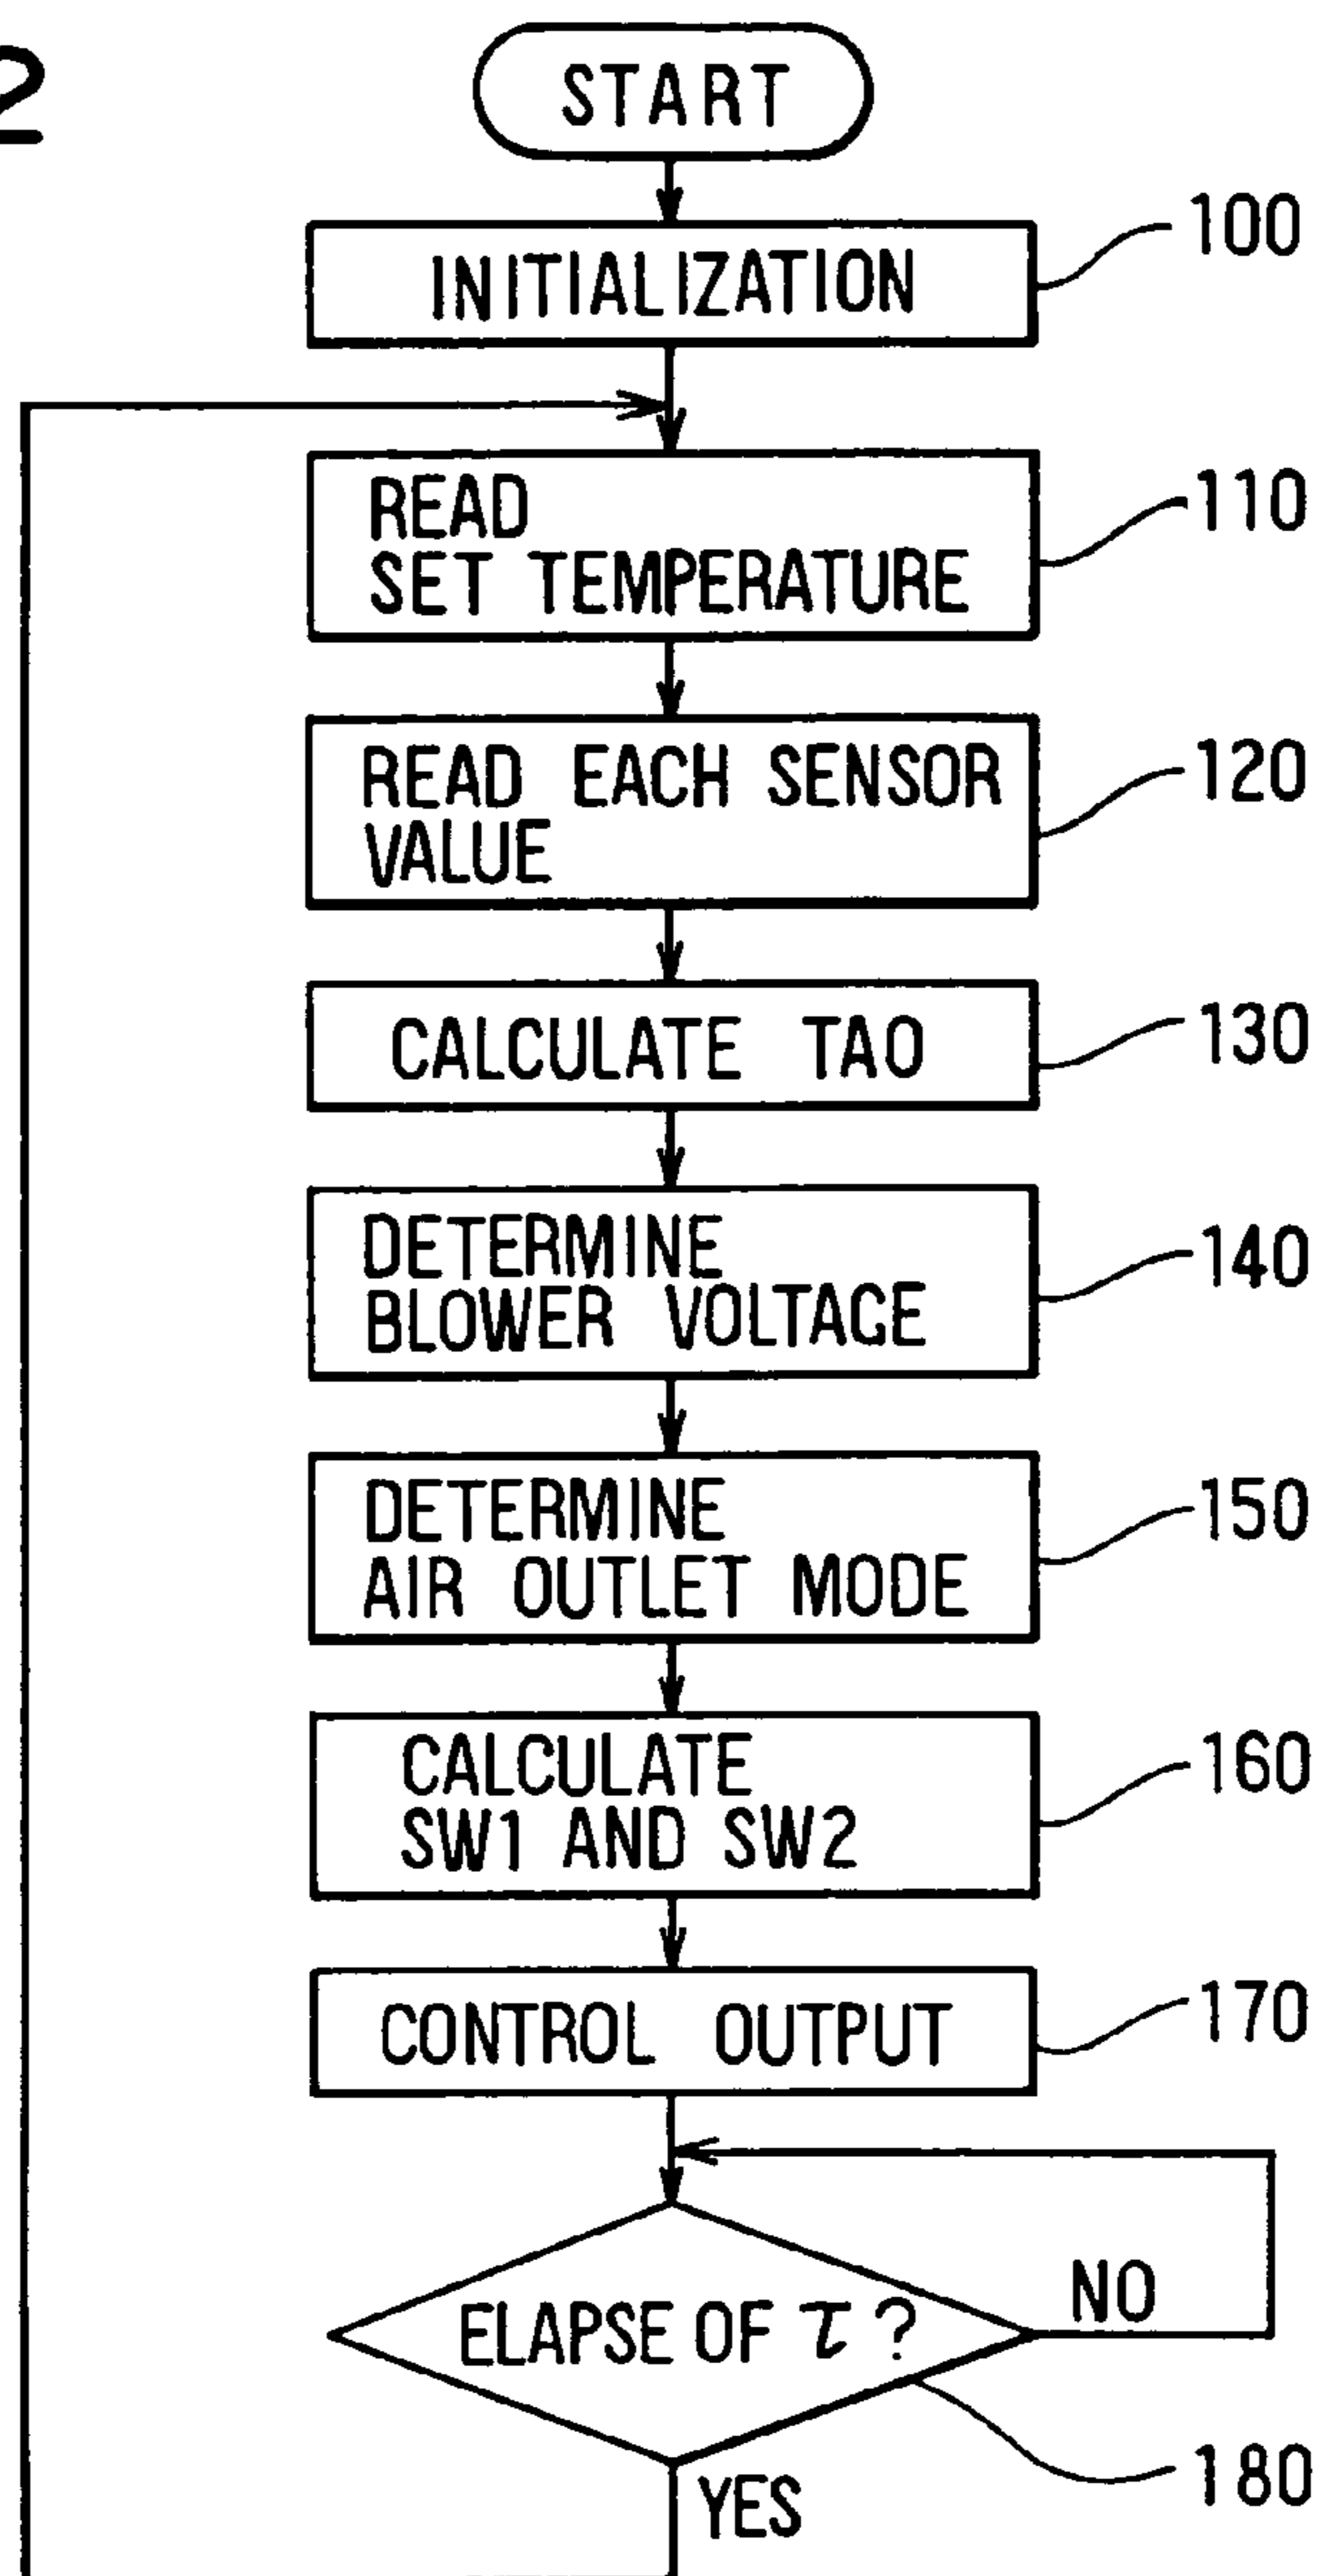 2
START
INITIALIZATION
100
READ
SET TEMPERATURE
110
READ EACH SENSOR
VALUE
120
CALCULATE TAO
130
DETERMINE
BLOWER VOLTAGE
140
DETERMINE
AIR OUTLET MODE
150
CALCULATE
SW1 AND SW2
160
CONTROL OUTPUT
170
ELAPSE OF τ ?
NO
180
YES